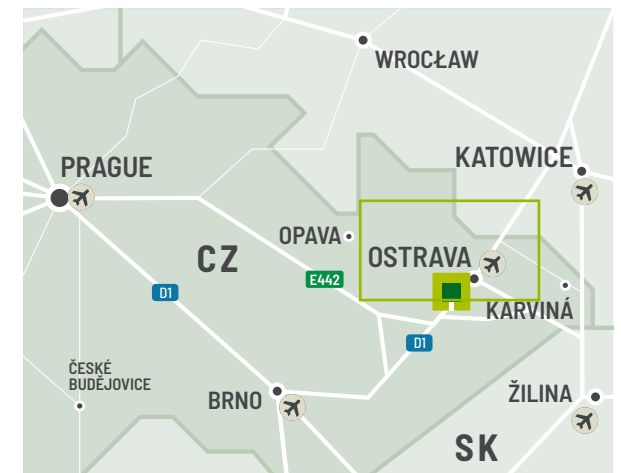 WROCŁAW
PRAGUE
KATOWICE
OPAVA
CZ
OSTRAVA
E442
D1
KARVINÁ
D1
ČESKÉ
BUDĚJOVICE
BRNO
ŽILINA
SK